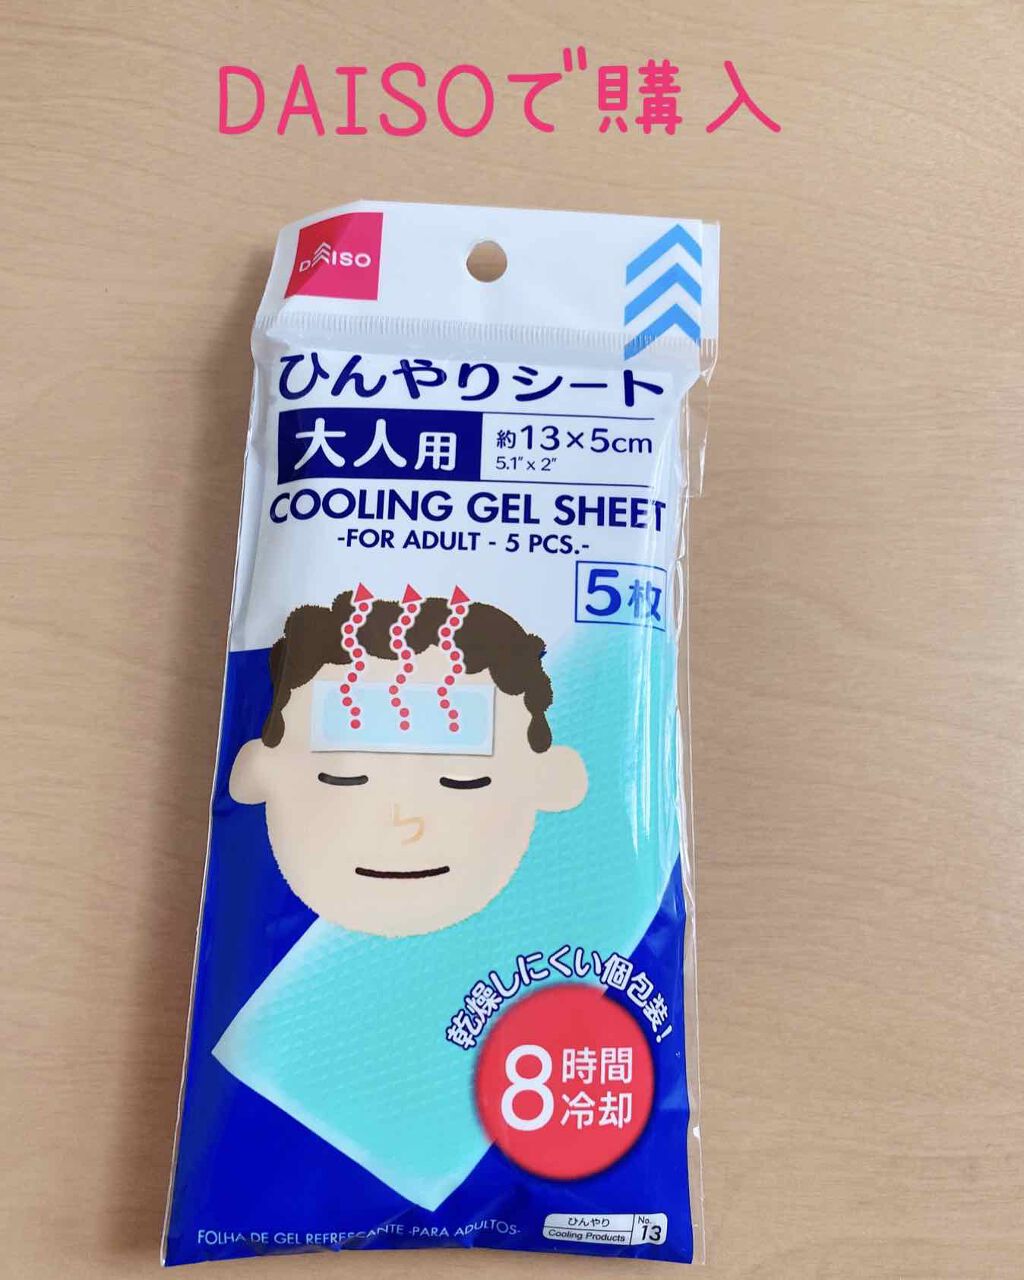 DAISOで購入
DAISO
ひんやりシート
大人用
約13×5cm
5.1"x 2"
COOLING GEL SHEET
-FOR ADULT - 5 PCS.-
5枚
乾燥しにくい個包装!
8時間
冷却
FOLHA DE GEL REFRESCANTE -PARA ADULTOS-
ひんやり
Cooling Products
No.
13